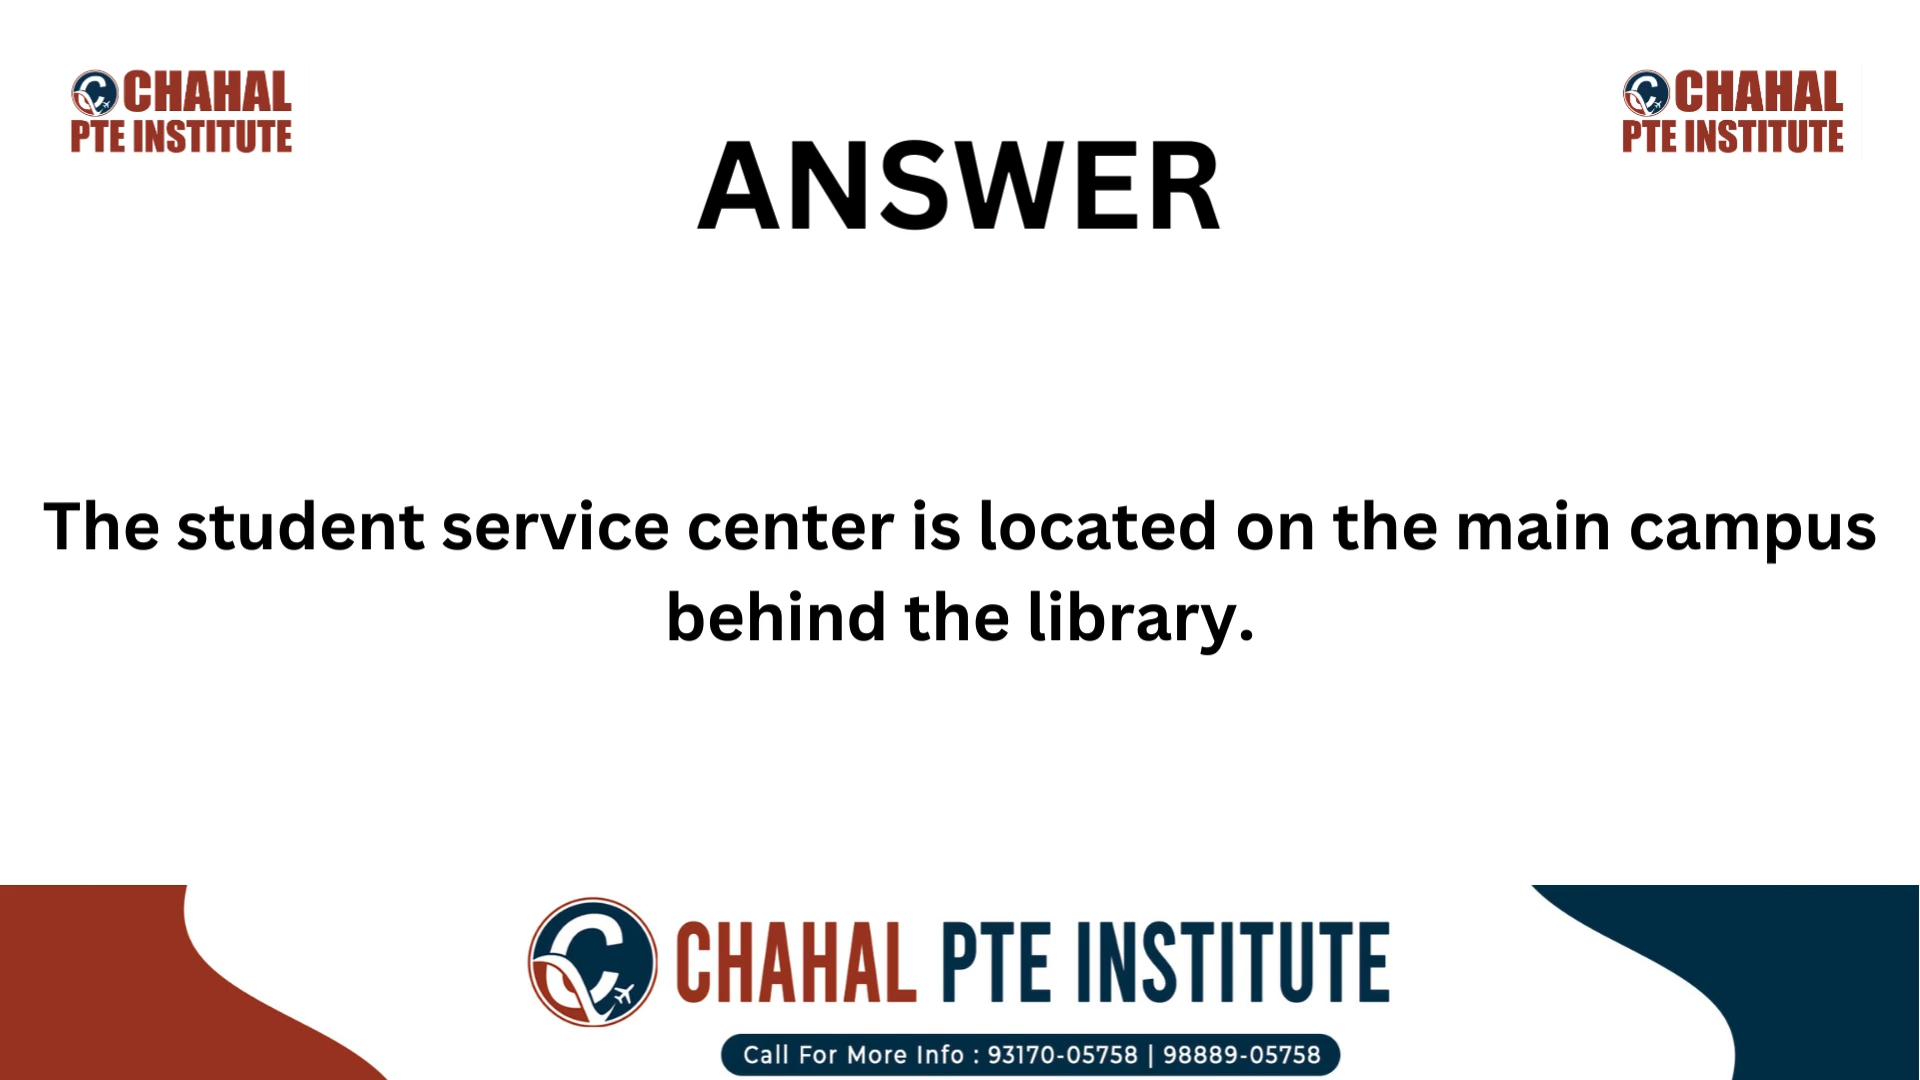 CHAHAL
PTE INSTITUTE
CHAHAL
PTE INSTITUTE
ANSWER
The student service center is located on the main campus
behind the library.
CHAHAL PTE INSTITUTE
Call For More Info : 93170-05758 | 98889-05758